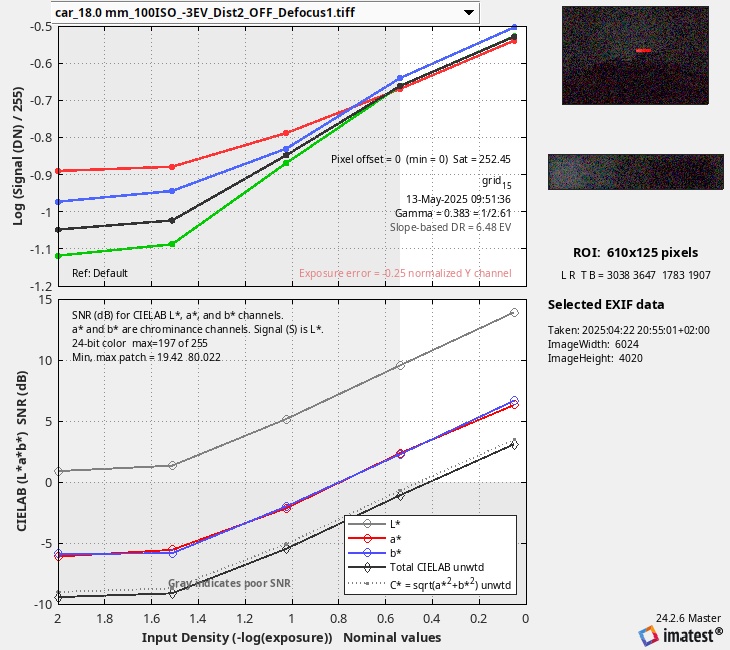 car_18.0 mm_100ISO_-3EV_Dist2_OFF_Defocus1.tiff
-0.5
-0.6
-0.7
-0.8
-0.9
-1
-1.1
-1.2
Log (Signal (DN) / 255)
Pixel offset = 0  (min = 0)  Sat = 252.45
grid15
13-May-2025 09:51:36
Gamma = 0.383 = 1/2.61
Slope-based DR = 6.48 EV
Ref: Default
Exposure error = -0.25 normalized Y channel
15
10
5
0
-5
-10
CIELAB (L*a*b*)  SNR (dB)
SNR (dB) for CIELAB L*, a*, and b* channels.
a* and b* are chrominance channels. Signal (S) is L*.
24-bit color  max=197 of 255
Min, max patch = 19.42  80.022
L*
a*
b*
Total CIELAB unwtd
C* = sqrt(a*2+b*2) unwtd
Gray indicates poor SNR
2 1.8 1.6 1.4 1.2 1 0.8 0.6 0.4 0.2 0
Input Density (-log(exposure))   Nominal values
ROI:  610x125 pixels
L R  T B = 3038 3647  1783 1907
Selected EXIF data
Taken: 2025:04:22 20:55:01+02:00
ImageWidth:  6024
ImageHeight:  4020
24.2.6 Master
imatest®